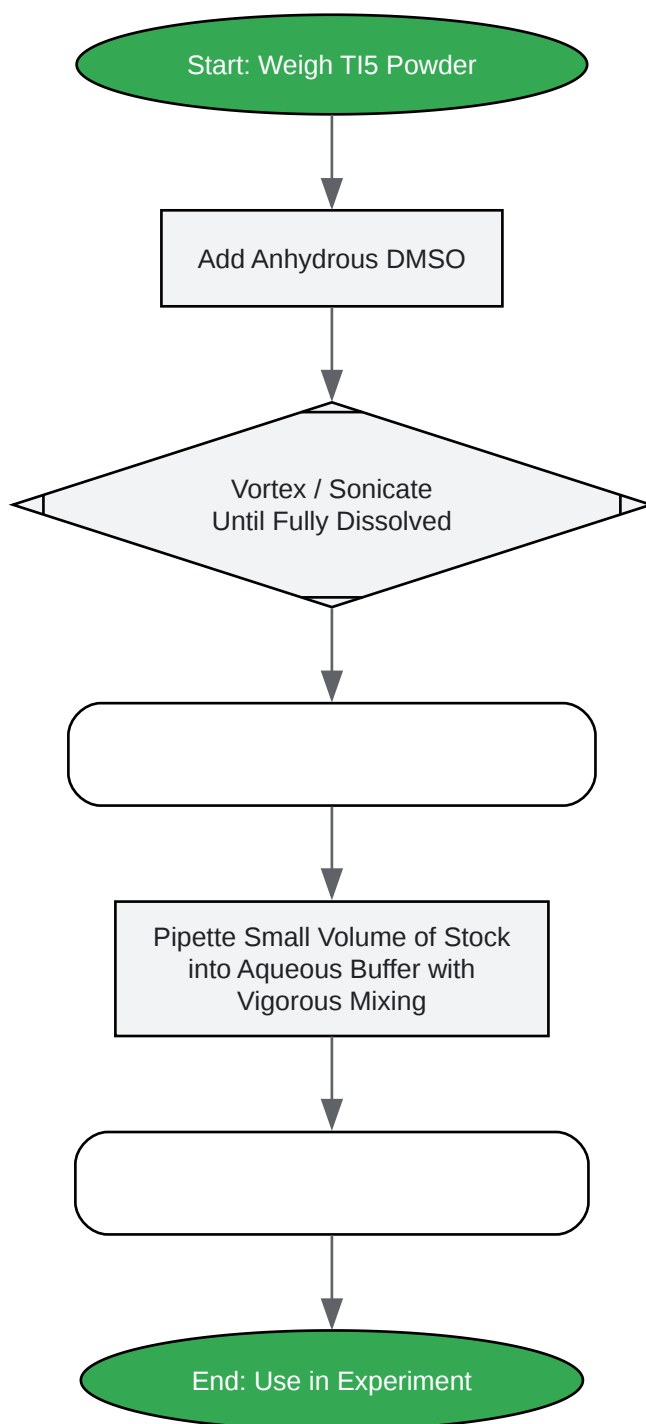 Start: Weigh TI5 Powder
Add Anhydrous DMSO
Vortex / Sonicate
Until Fully Dissolved
Pipette Small Volume of Stock
into Aqueous Buffer with
Vigorous Mixing
End: Use in Experiment